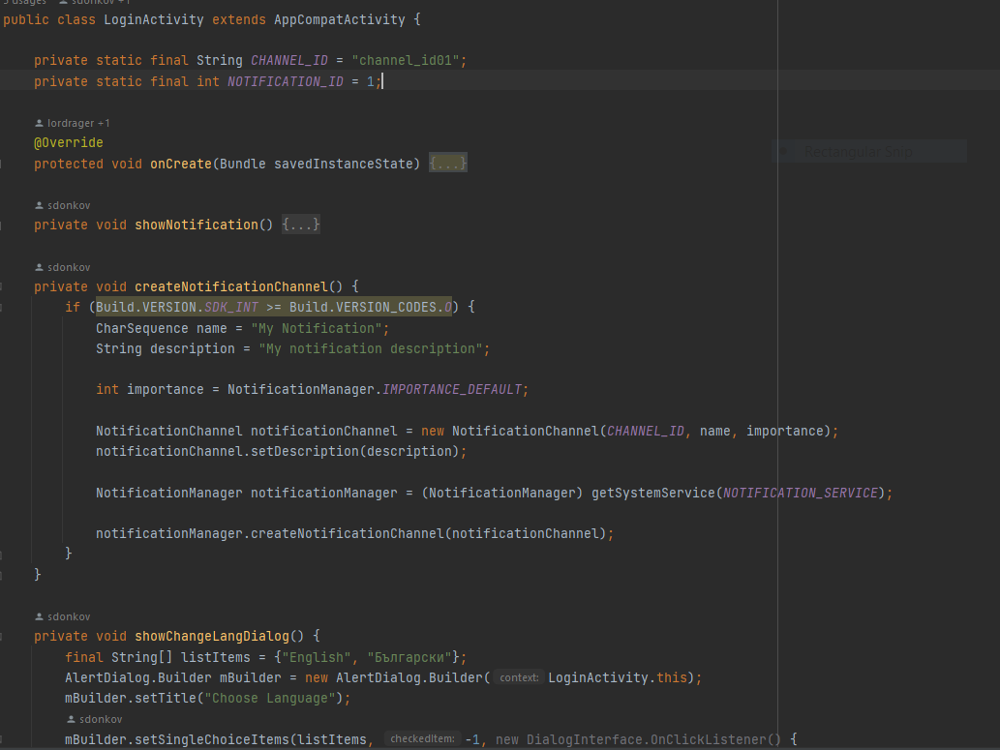 5 usages   sdonkov +1
public class LoginActivity extends AppCompatActivity {
private static final String CHANNEL_ID = "channel_id01";
private static final int NOTIFICATION_ID = 1;
lordrager +1
@Override
protected void onCreate(Bundle savedInstanceState) {...}
Rectangular Snip
sdonkov
private void showNotification() {...}
sdonkov
private void createNotificationChannel() {
if (Build.VERSION.SDK_INT >= Build.VERSION_CODES.O) {
CharSequence name = "My Notification";
String description = "My notification description";
int importance = NotificationManager.IMPORTANCE_DEFAULT;
NotificationChannel notificationChannel = new NotificationChannel(CHANNEL_ID, name, importance);
notificationChannel.setDescription(description);
NotificationManager notificationManager = (NotificationManager) getSystemService(NOTIFICATION_SERVICE);
notificationManager.createNotificationChannel(notificationChannel);
}
}
sdonkov
private void showChangeLangDialog() {
final String[] listItems = {"English", "Български"};
AlertDialog.Builder mBuilder = new AlertDialog.Builder( context: LoginActivity.this);
mBuilder.setTitle("Choose Language");
sdonkov
mBuilder.setSingleChoiceItems(listItems, checkedItem: -1, new DialogInterface.OnClickListener() {